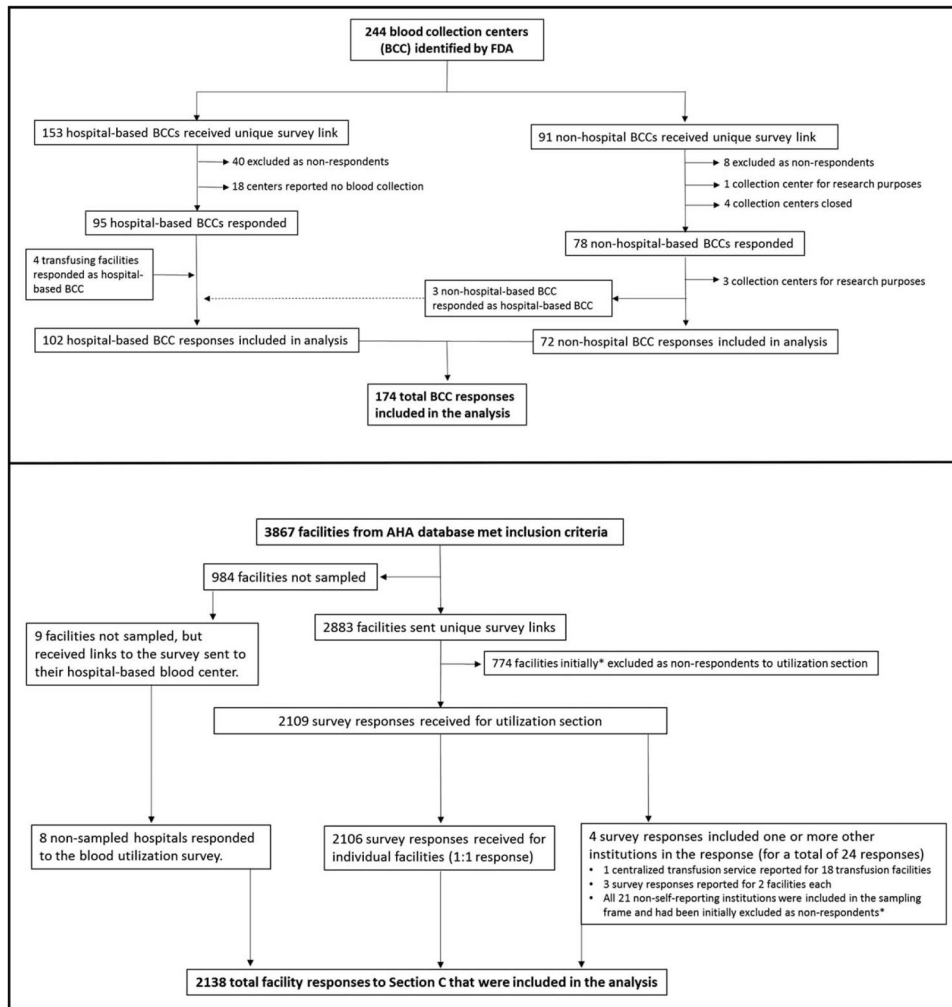 244 blood collection centers
(BCC) identified by FDA
153 hospital-based BCCs received unique survey link
91 non-hospital BCCs received unique survey link
40 excluded as non-respondents
18 centers reported no blood collection
8 excluded as non-respondents
1 collection center for research purposes
4 collection centers closed
95 hospital-based BCCs responded
78 non-hospital-based BCCs responded
4 transfusing facilities
responded as hospital-
based BCC
3 collection centers for research purposes
3 non-hospital-based BCC
responded as hospital-based BCC
102 hospital-based BCC responses included in analysis
72 non-hospital BCC responses included in analysis
174 total BCC responses
included in the analysis
3867 facilities from AHA database met inclusion criteria
984 facilities not sampled
2883 facilities sent unique survey links
9 facilities not sampled, but
received links to the survey sent to
their hospital-based blood center.
774 facilities initially* excluded as non-respondents to utilization section
2109 survey responses received for utilization section
8 non-sampled hospitals responded
to the blood utilization survey.
2106 survey responses received for
individual facilities (1:1 response)
4 survey responses included one or more other
institutions in the response (for a total of 24 responses)
• 1 centralized transfusion service reported for 18 transfusion facilities
• 3 survey responses reported for 2 facilities each
• All 21 non-self-reporting institutions were included in the sampling
frame and had been initially excluded as non-respondents*
2138 total facility responses to Section C that were included in the analysis